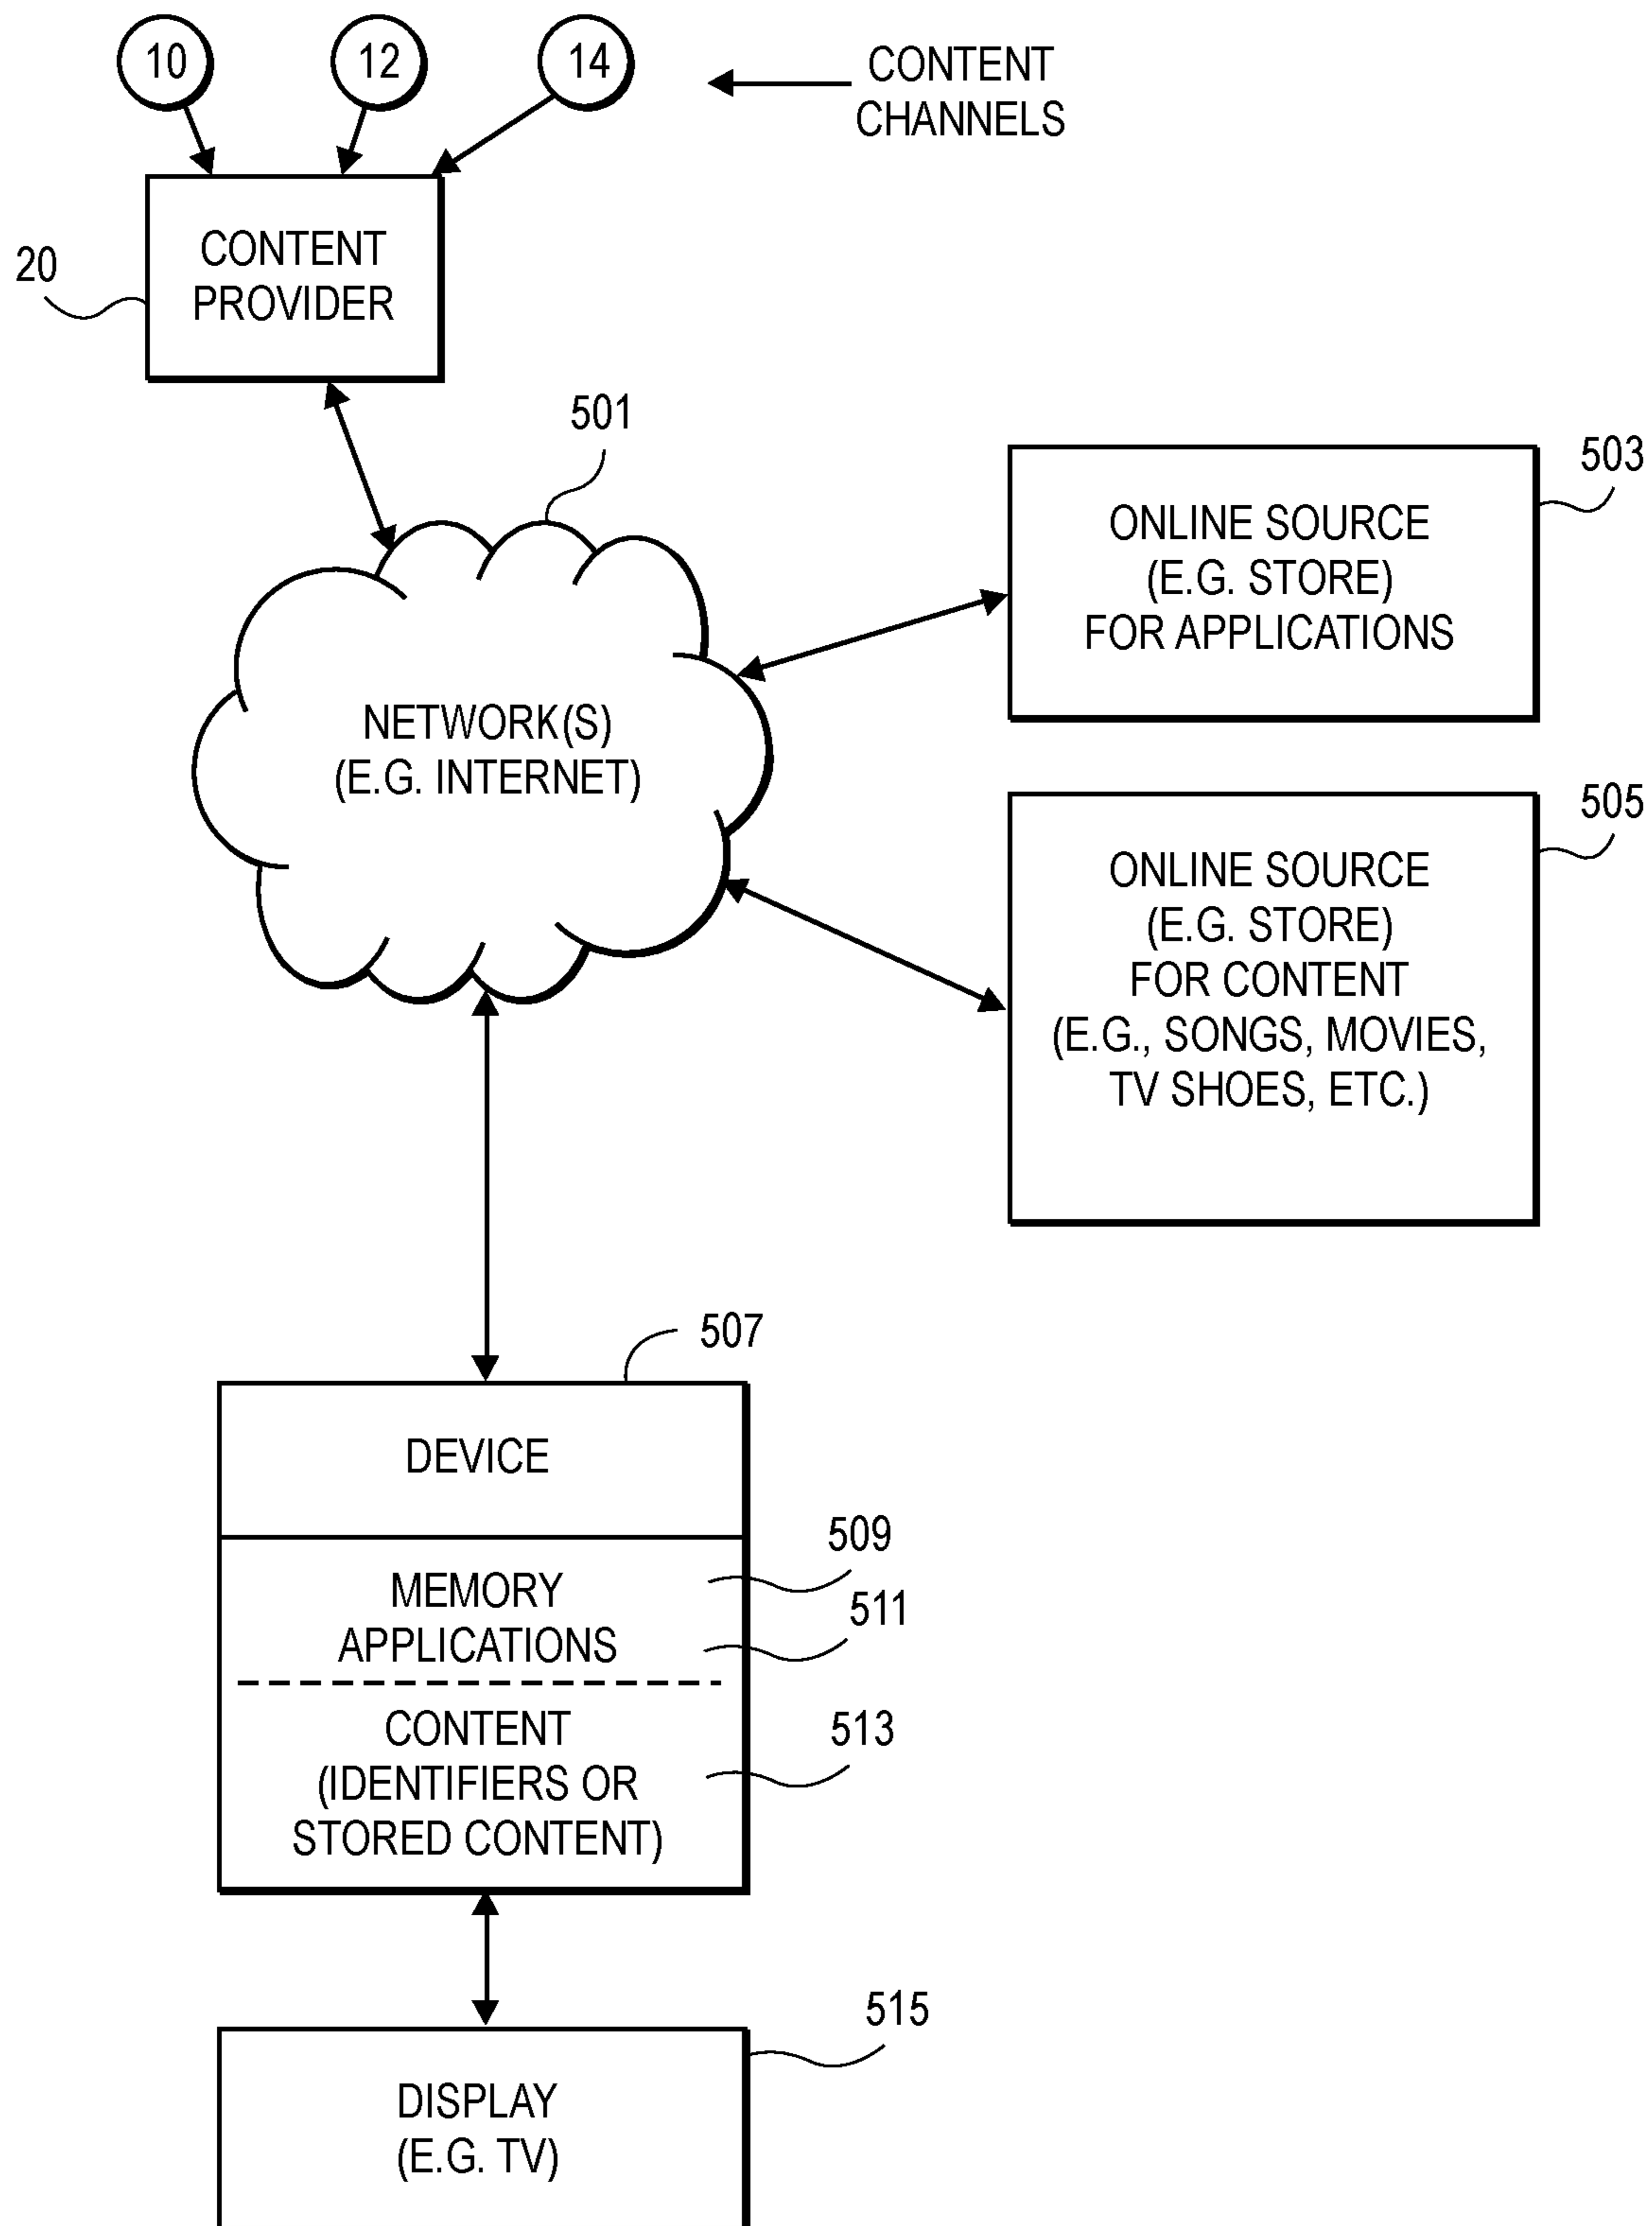 10
12
14
CONTENT
CHANNELS
CONTENT
PROVIDER
20
501
NETWORK(S)
(E.G. INTERNET)
503
ONLINE SOURCE
(E.G. STORE)
FOR APPLICATIONS
505
ONLINE SOURCE
(E.G. STORE)
FOR CONTENT
(E.G., SONGS, MOVIES,
TV SHOES, ETC.)
507
DEVICE
509
MEMORY
511
APPLICATIONS
513
CONTENT
(IDENTIFIERS OR
STORED CONTENT)
515
DISPLAY
(E.G. TV)